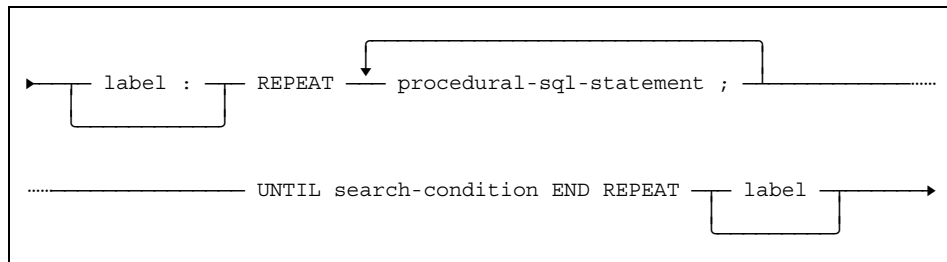 label : REPEAT procedural-sql-statement ;
UNTIL search-condition END REPEAT label